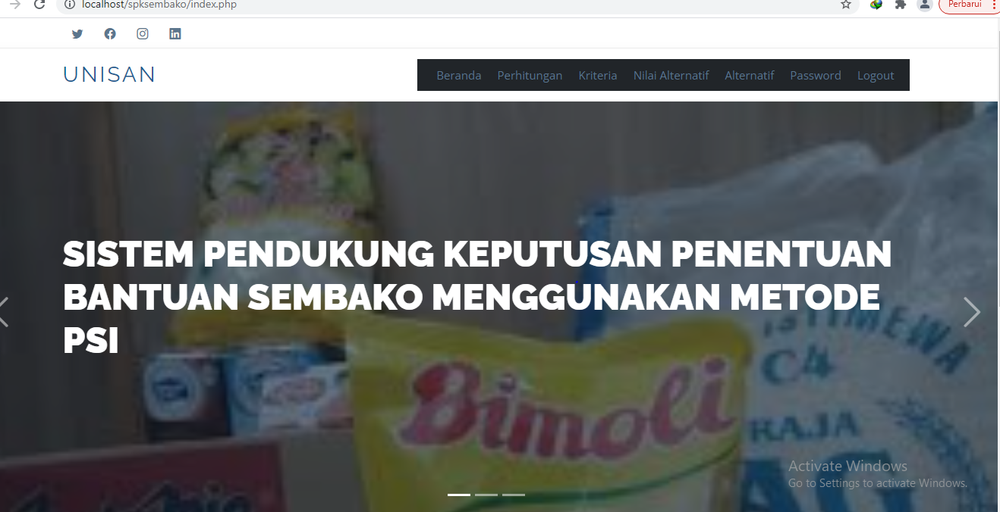 localhost/spksembako/index.php
Perbarui
UNISAN
Beranda Perhitungan Kriteria Nilai Alternatif Alternatif Password Logout
SISTEM PENDUKUNG KEPUTUSAN PENENTUAN
BANTUAN SEMBAKO MENGGUNAKAN METODE
PSI
ISTIMEWA
C4
Bimoli
RAJA
Activate Windows
Go to Settings to activate Windows.